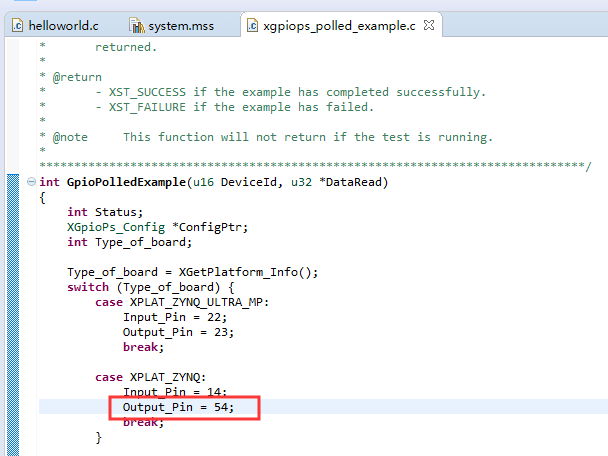 helloworld.c system.mss xgpiops_polled_example.c
* returned.
*
* @return
* - XST_SUCCESS if the example has completed successfully.
* - XST_FAILURE if the example has failed.
*
* @note This function will not return if the test is running.
*
******************************************************************************/
int GpioPolledExample(u16 DeviceId, u32 *DataRead)
{
int Status;
XGpioPs_Config *ConfigPtr;
int Type_of_board;
Type_of_board = XGetPlatform_Info();
switch (Type_of_board) {
case XPLAT_ZYNQ_ULTRA_MP:
Input_Pin = 22;
Output_Pin = 23;
break;
case XPLAT_ZYNQ:
Input_Pin = 14;
Output_Pin = 54;
break;
}